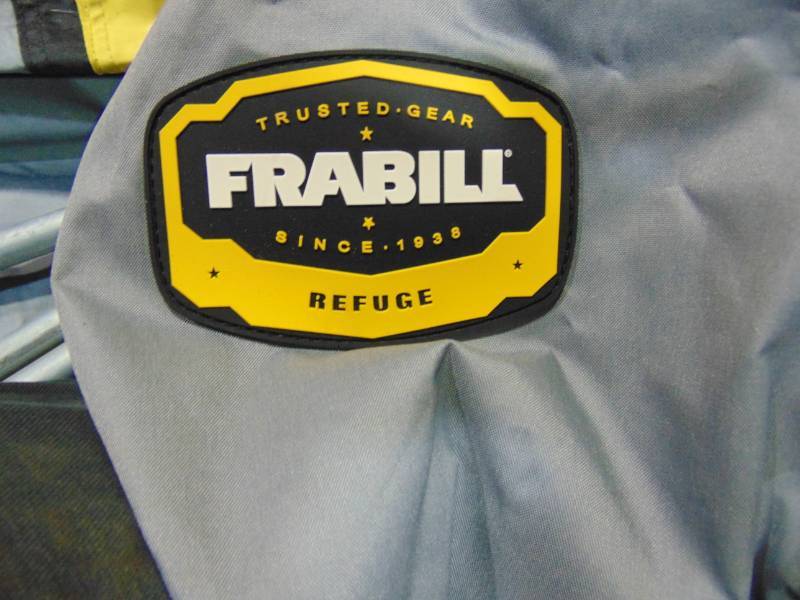 TRUSTED·GEAR
FRABILL®
SINCE·1938
REFUGE